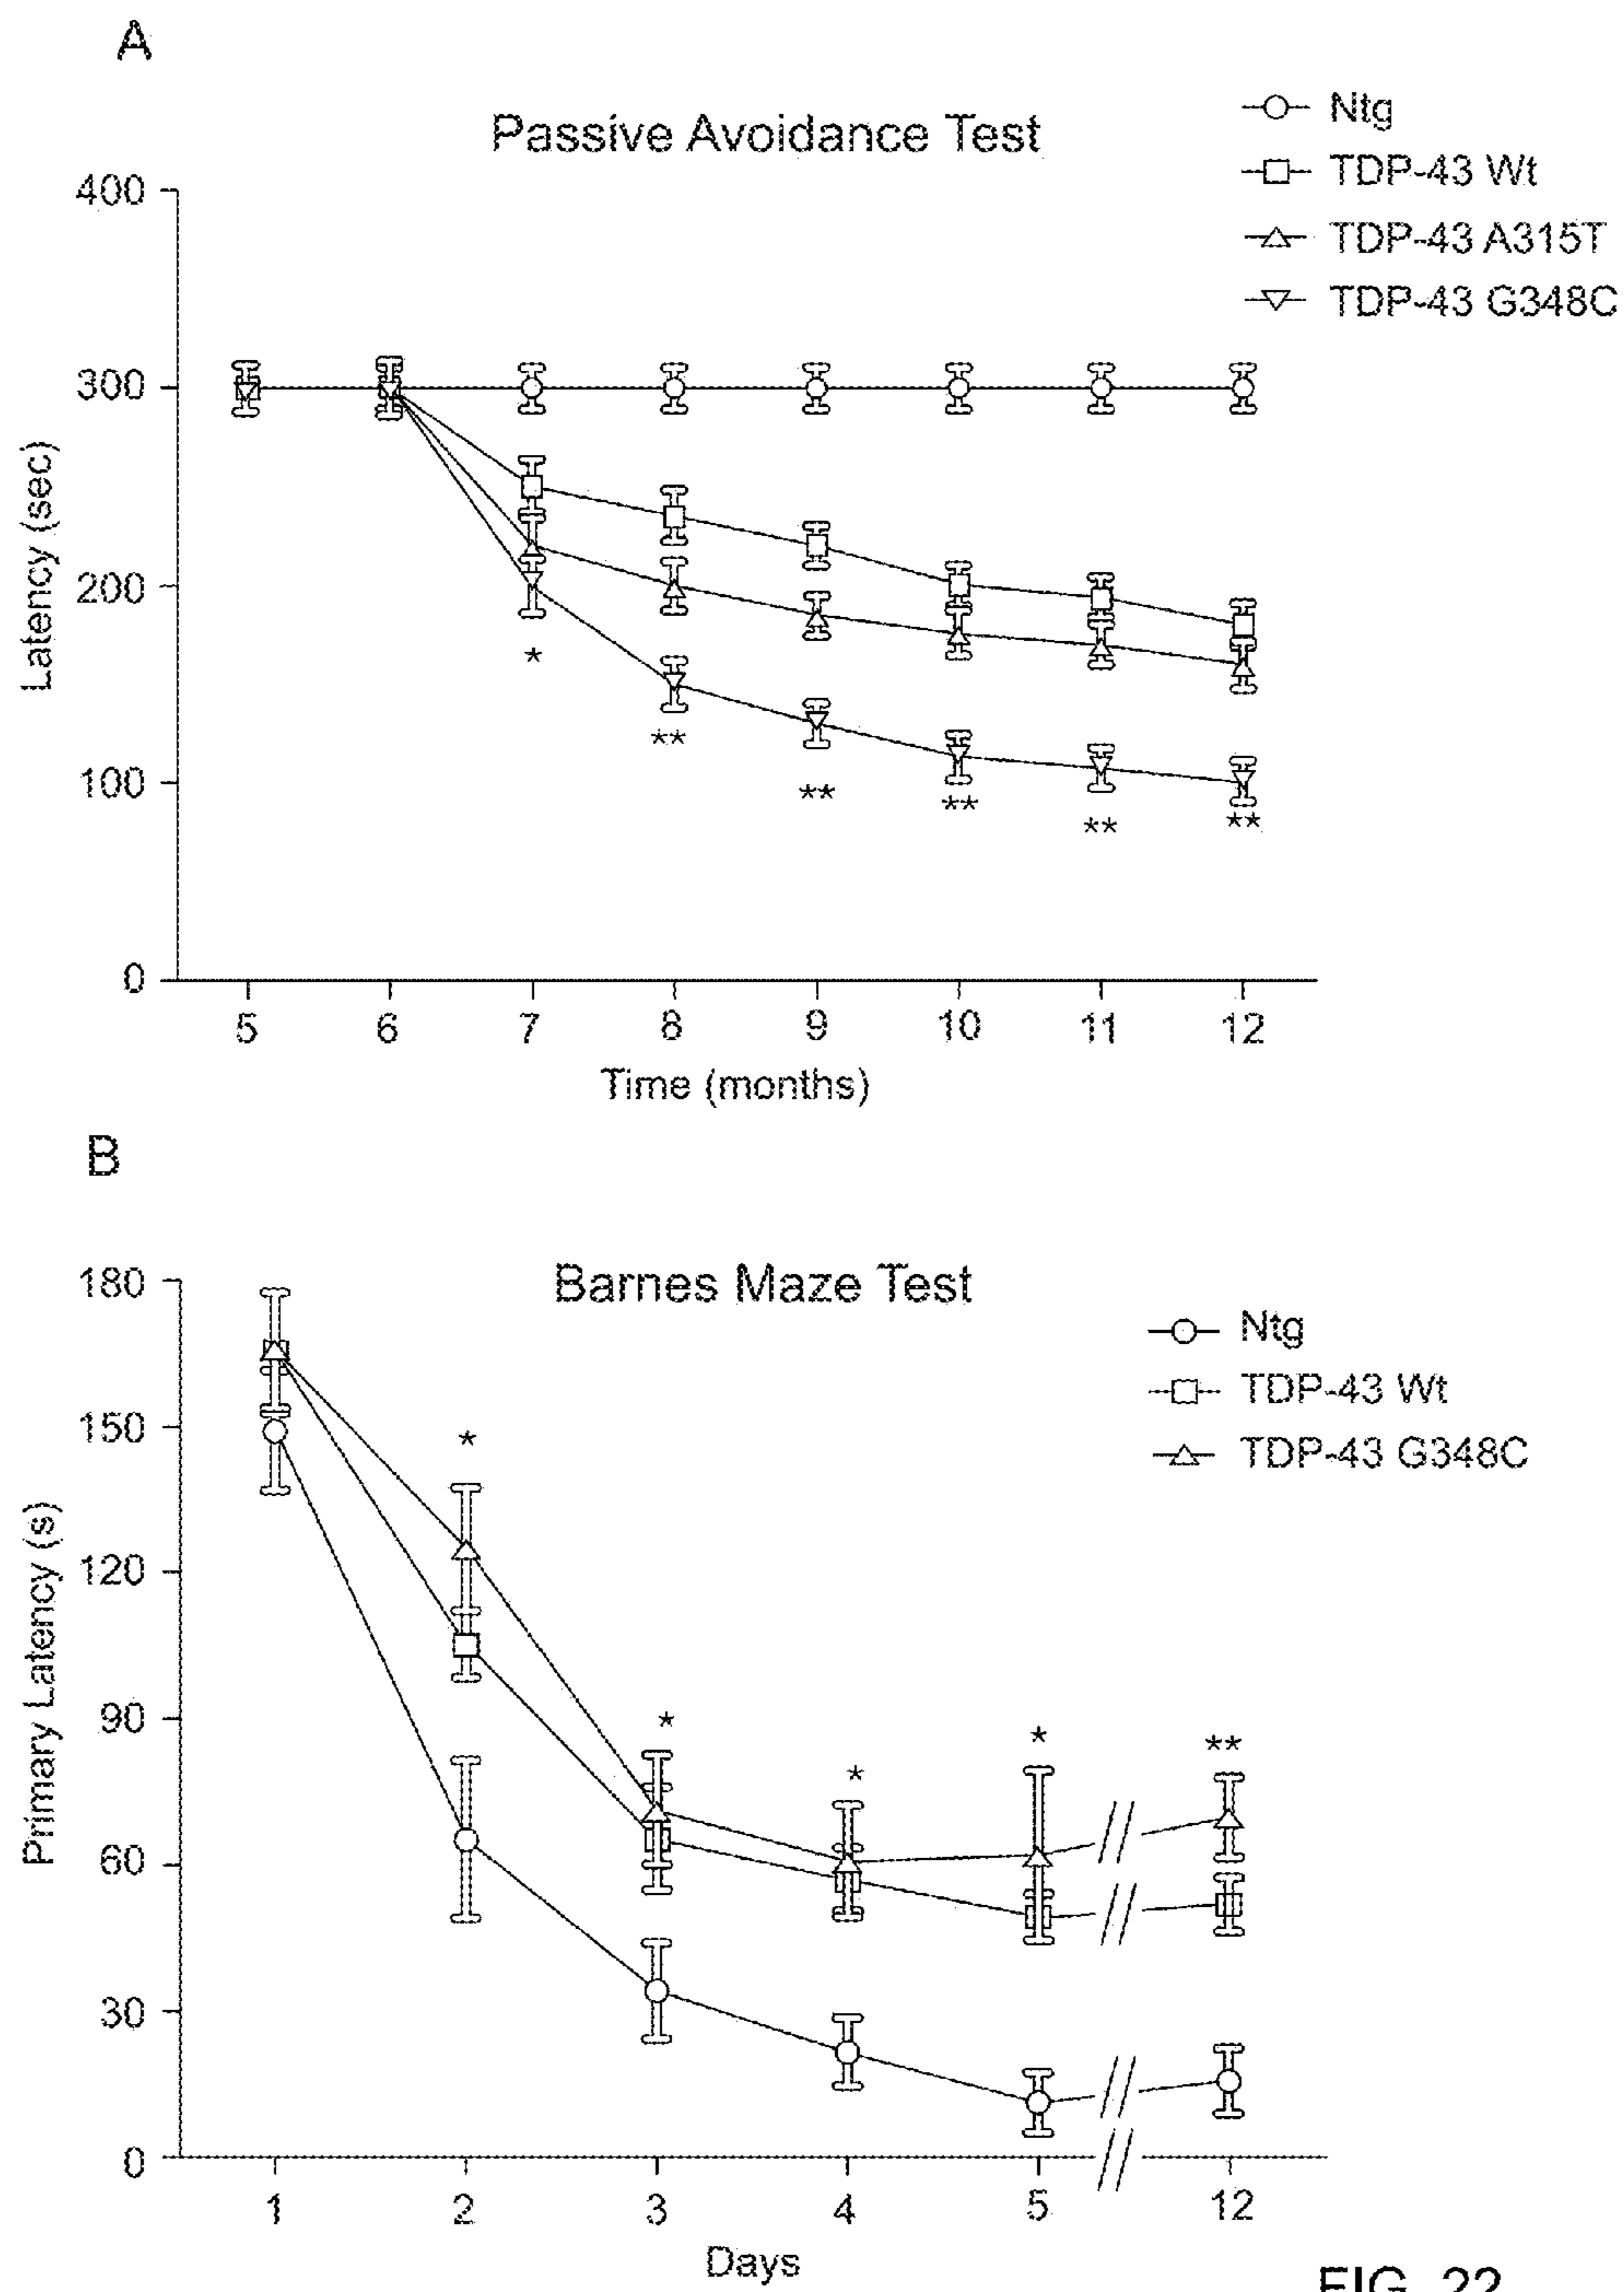 A
Passive Avoidance Test
Ntg
TDP-43 Wt
TDP-43 A315T
TDP-43 G348C
400
300
200
100
0
Latency (sec)
*
**
**
**
**
**
5 6 7 8 9 10 11 12
Time (months)
B
Barnes Maze Test
Ntg
TDP-43 Wt
TDP-43 G348C
180
150
120
90
60
30
0
Primary Latency (s)
*
*
*
*
**
1 2 3 4 5 12
Days
FIG. 22